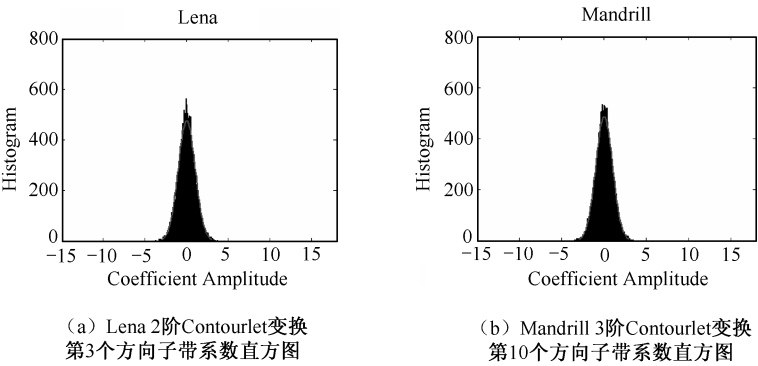 Lena
800
600
400
200
0
Histogram
−15 −10 −5 0 5 10 15
Coefficient Amplitude
（a）Lena 2阶Contourlet变换
第3个方向子带系数直方图
Mandrill
800
600
400
200
0
Histogram
−15 −10 −5 0 5 10 15
Coefficient Amplitude
（b）Mandrill 3阶Contourlet变换
第10个方向子带系数直方图